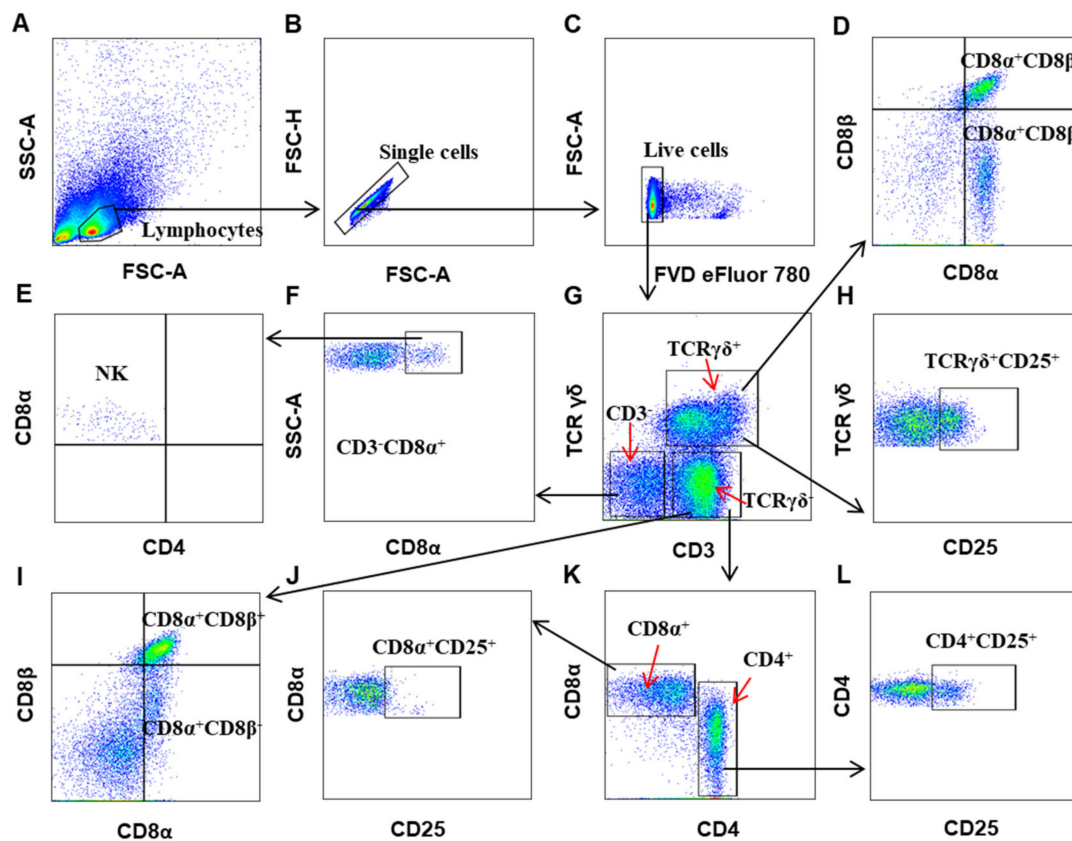 A
SSC-A
Lymphocytes
FSC-A
B
FSC-H
Single cells
FSC-A
C
FSC-A
Live cells
FVD eFluor 780
D
CD8β
CD8α⁺CD8β
CD8α⁺CD8β
CD8α
E
CD8α
NK
CD4
F
SSC-A
CD3⁻CD8α⁺
CD8α
G
TCR γδ
TCRγδ⁺
CD3⁻
TCRγδ⁻
CD3
H
TCR γδ
TCRγδ⁺CD25⁺
CD25
I
CD8β
CD8α⁺CD8β⁺
CD8α⁺CD8β⁻
CD8α
J
CD8α
CD8α⁺CD25⁺
CD25
K
CD8α
CD8α⁺
CD4⁺
CD4
L
CD4
CD4⁺CD25⁺
CD25